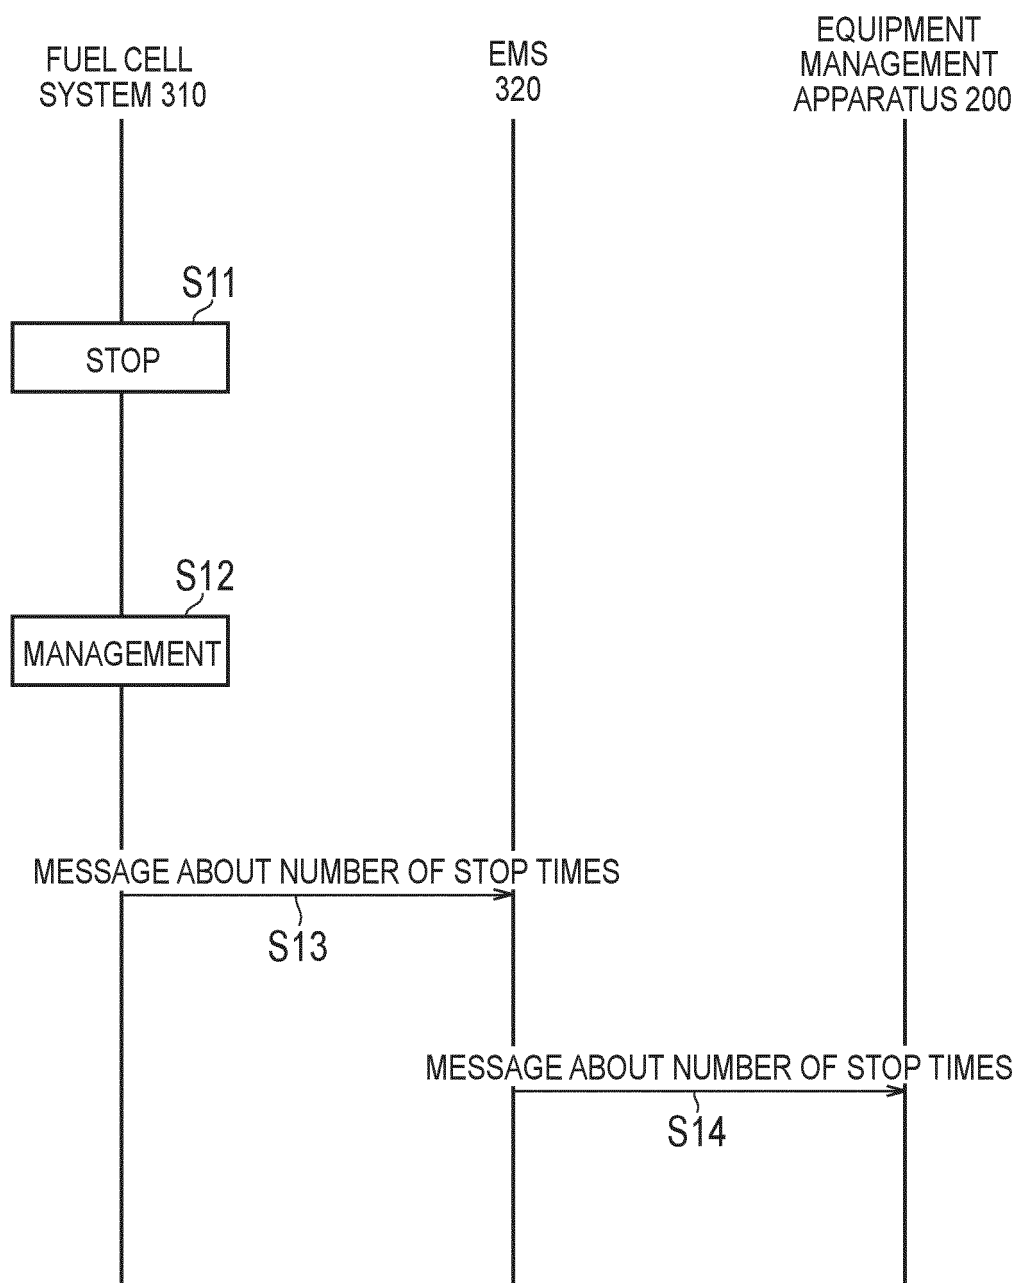 FUEL CELL
SYSTEM 310
EMS
320
EQUIPMENT
MANAGEMENT
APPARATUS 200
S11
STOP
S12
MANAGEMENT
MESSAGE ABOUT NUMBER OF STOP TIMES
S13
MESSAGE ABOUT NUMBER OF STOP TIMES
S14